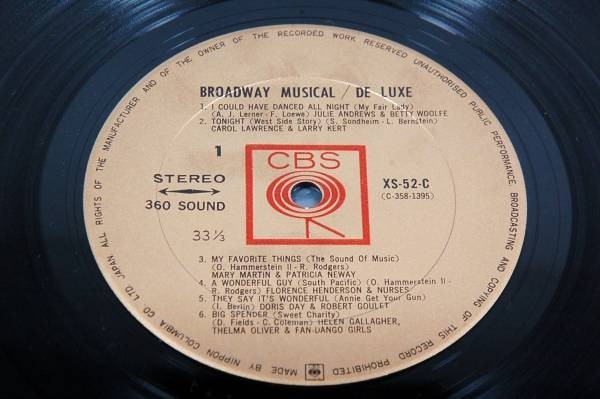 BROADWAY MUSICAL / DE LUXE
1. I COULD HAVE DANCED ALL NIGHT (My Fair Lady)
(A. J. Lerner - F. Loewe) JULIE ANDREWS & BETTY WOOLFE
2. TONIGHT (West Side Story) (S. Sondheim - L. Bernstein)
CAROL LAWRENCE & LARRY KERT
1
CBS
STEREO
360 SOUND
33⅓
XS-52-C
(C-358-1395)
3. MY FAVORITE THINGS (The Sound Of Music)
(O. Hammerstein II - R. Rodgers)
MARY MARTIN & PATRICIA NEWAY
4. A WONDERFUL GUY (South Pacific) (O. Hammerstein II -
R. Rodgers) FLORENCE HENDERSON & NURSES
5. THEY SAY IT'S WONDERFUL (Annie Get Your Gun)
(I. Berlin) DORIS DAY & ROBERT GOULET
6. BIG SPENDER (Sweet Charity)
(D. Fields - C. Coleman) HELEN GALLAGHER,
THELMA OLIVER & FAN-DANGO GIRLS
MADE BY NIPPON COLUMBIA CO. LTD JAPAN ALL RIGHTS OF THE MANUFACTURER AND OF THE OWNER OF THE RECORDED WORK RESERVED UNAUTHORISED PUBLIC PERFORMANCE BROADCASTING AND COPYING OF THIS RECORD PROHIBITED